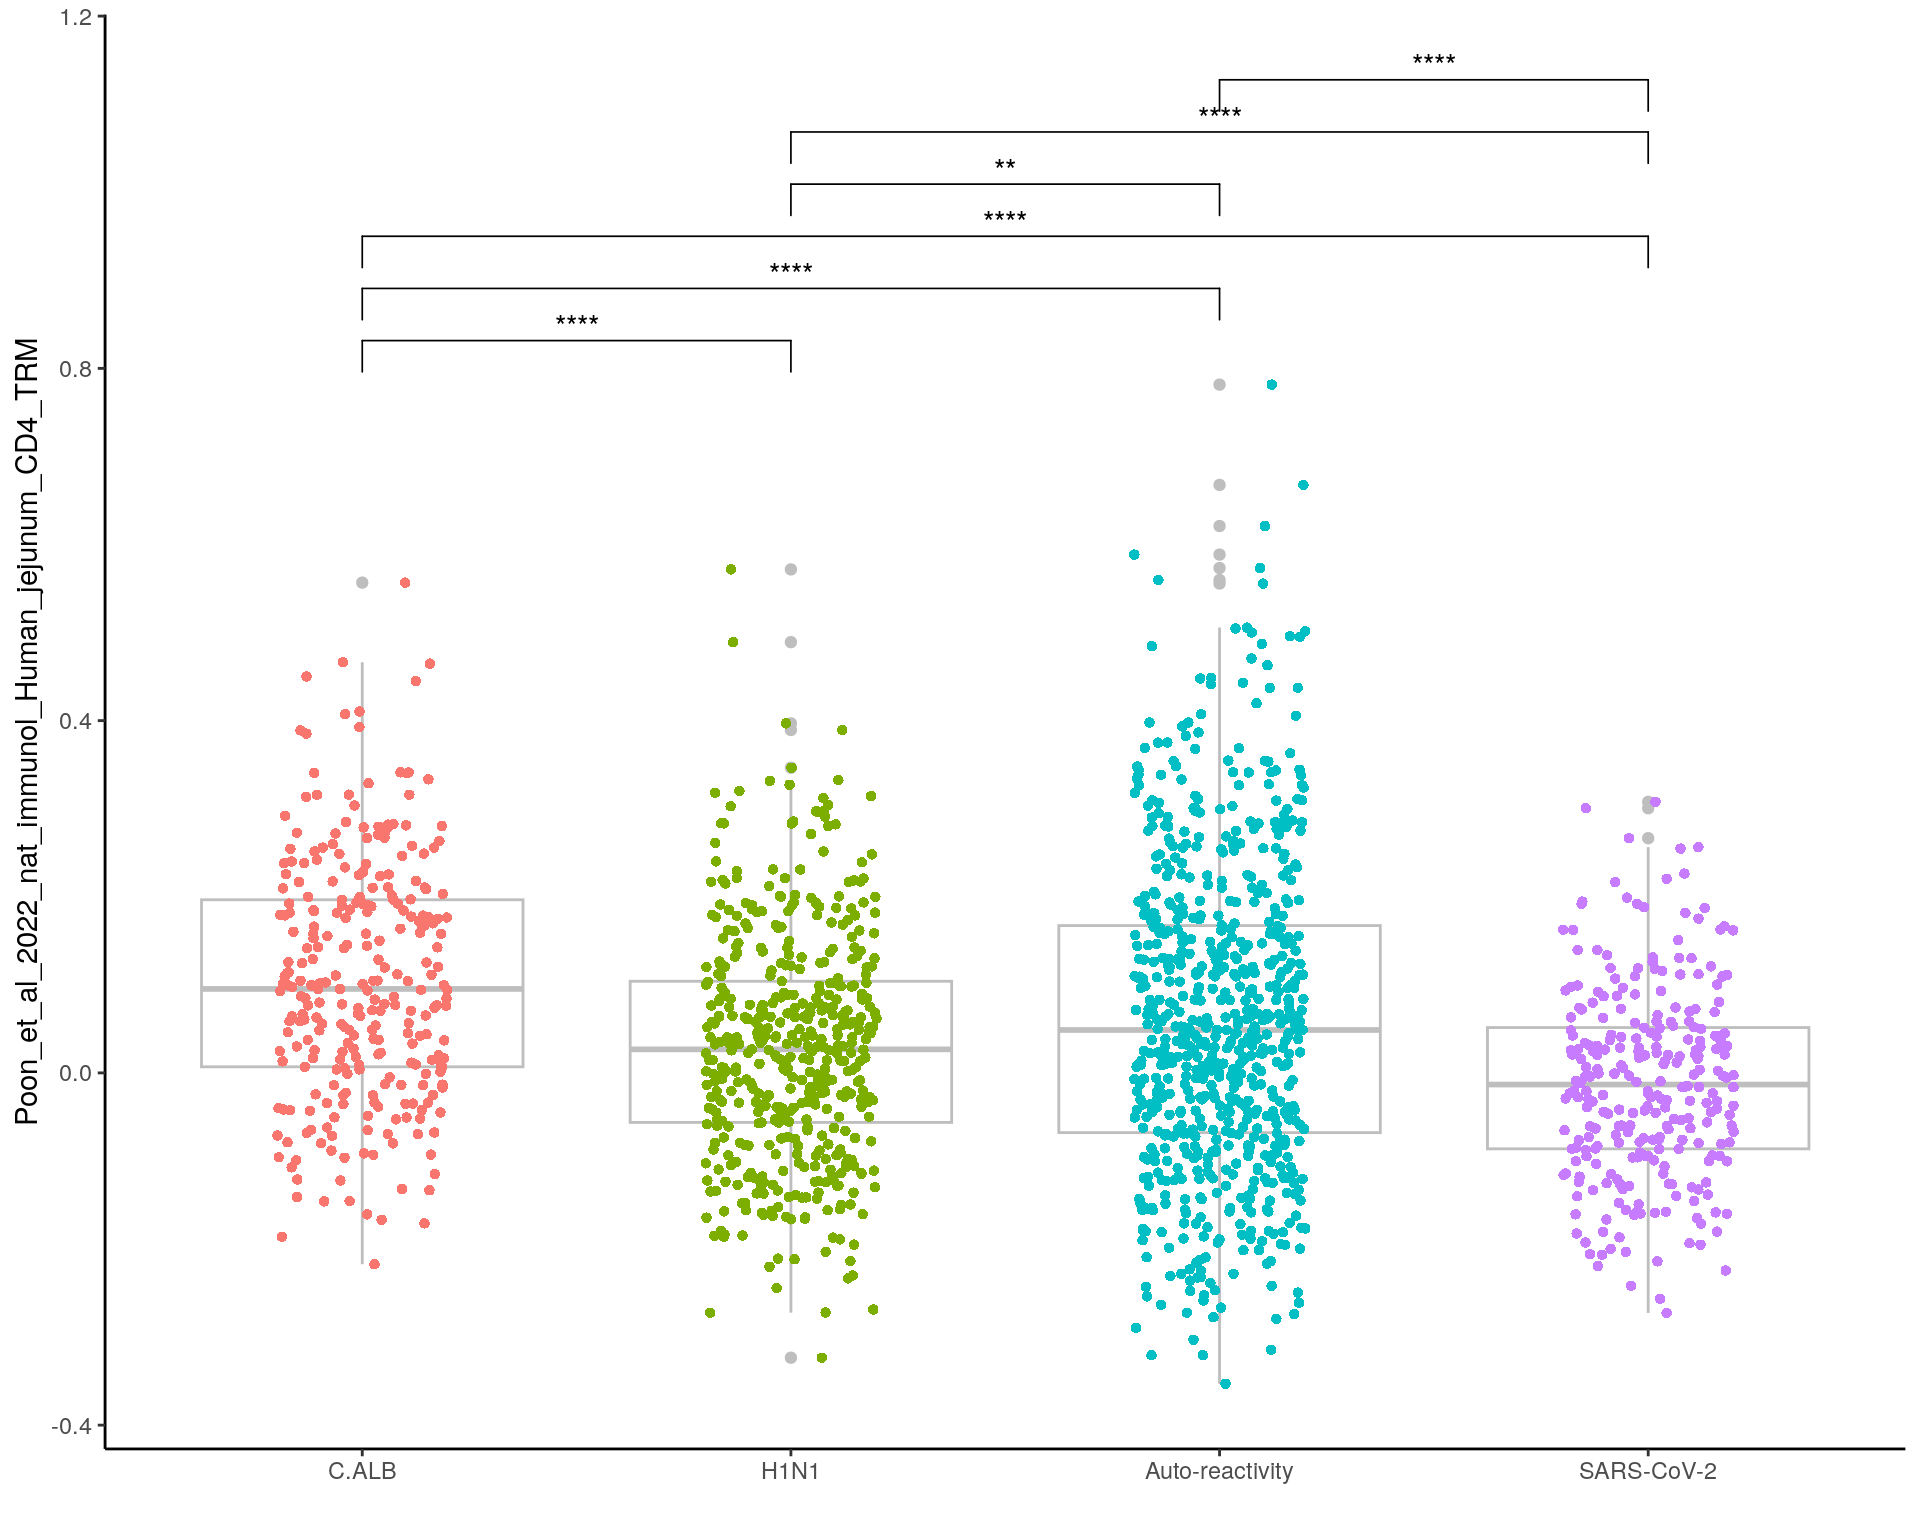 Poon_et_al_2022_nat_immunol_Human_jejunum_CD4_TRM
1.2
0.8
0.4
0.0
-0.4
****
****
**
****
****
****
C.ALB
H1N1
Auto-reactivity
SARS-CoV-2